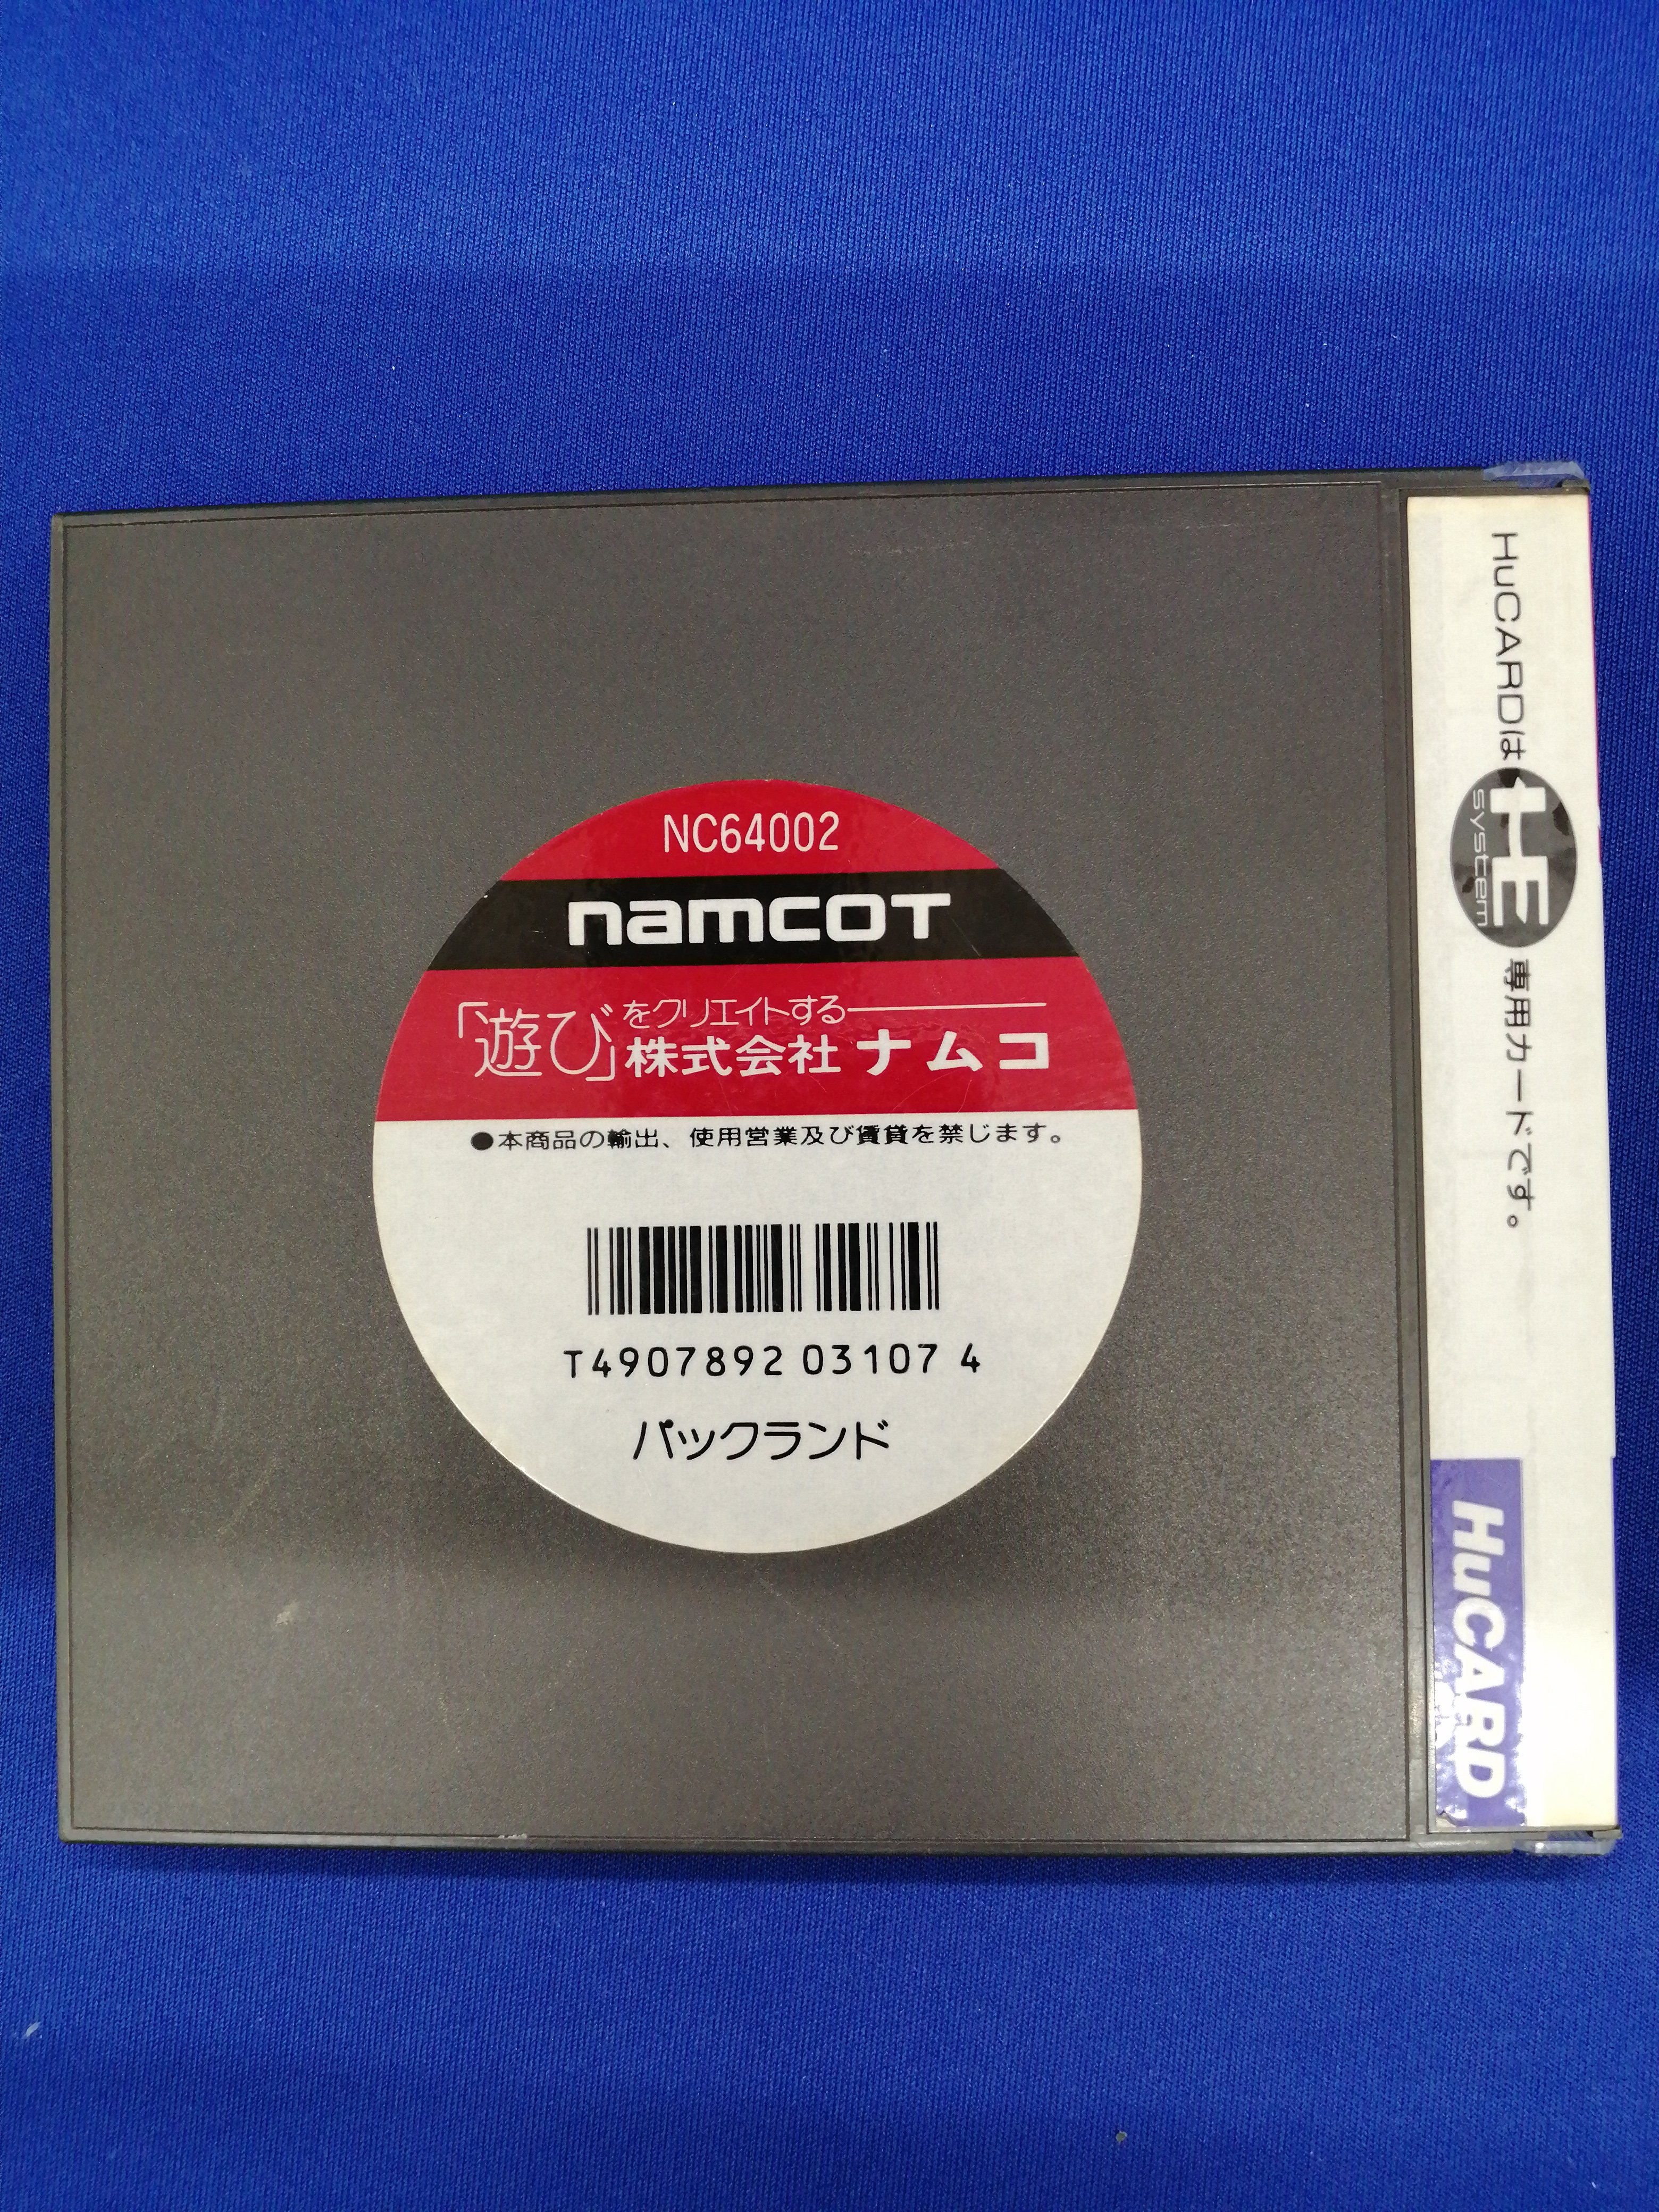 NC64002
namcoT
「遊び」をクリエイトする
株式会社ナムコ
●本商品の輸出、使用営業及び賃貸を禁じます。
T4907892 03107 4
パックランド
HuCARDは HE system 専用カードです。
HuCARD